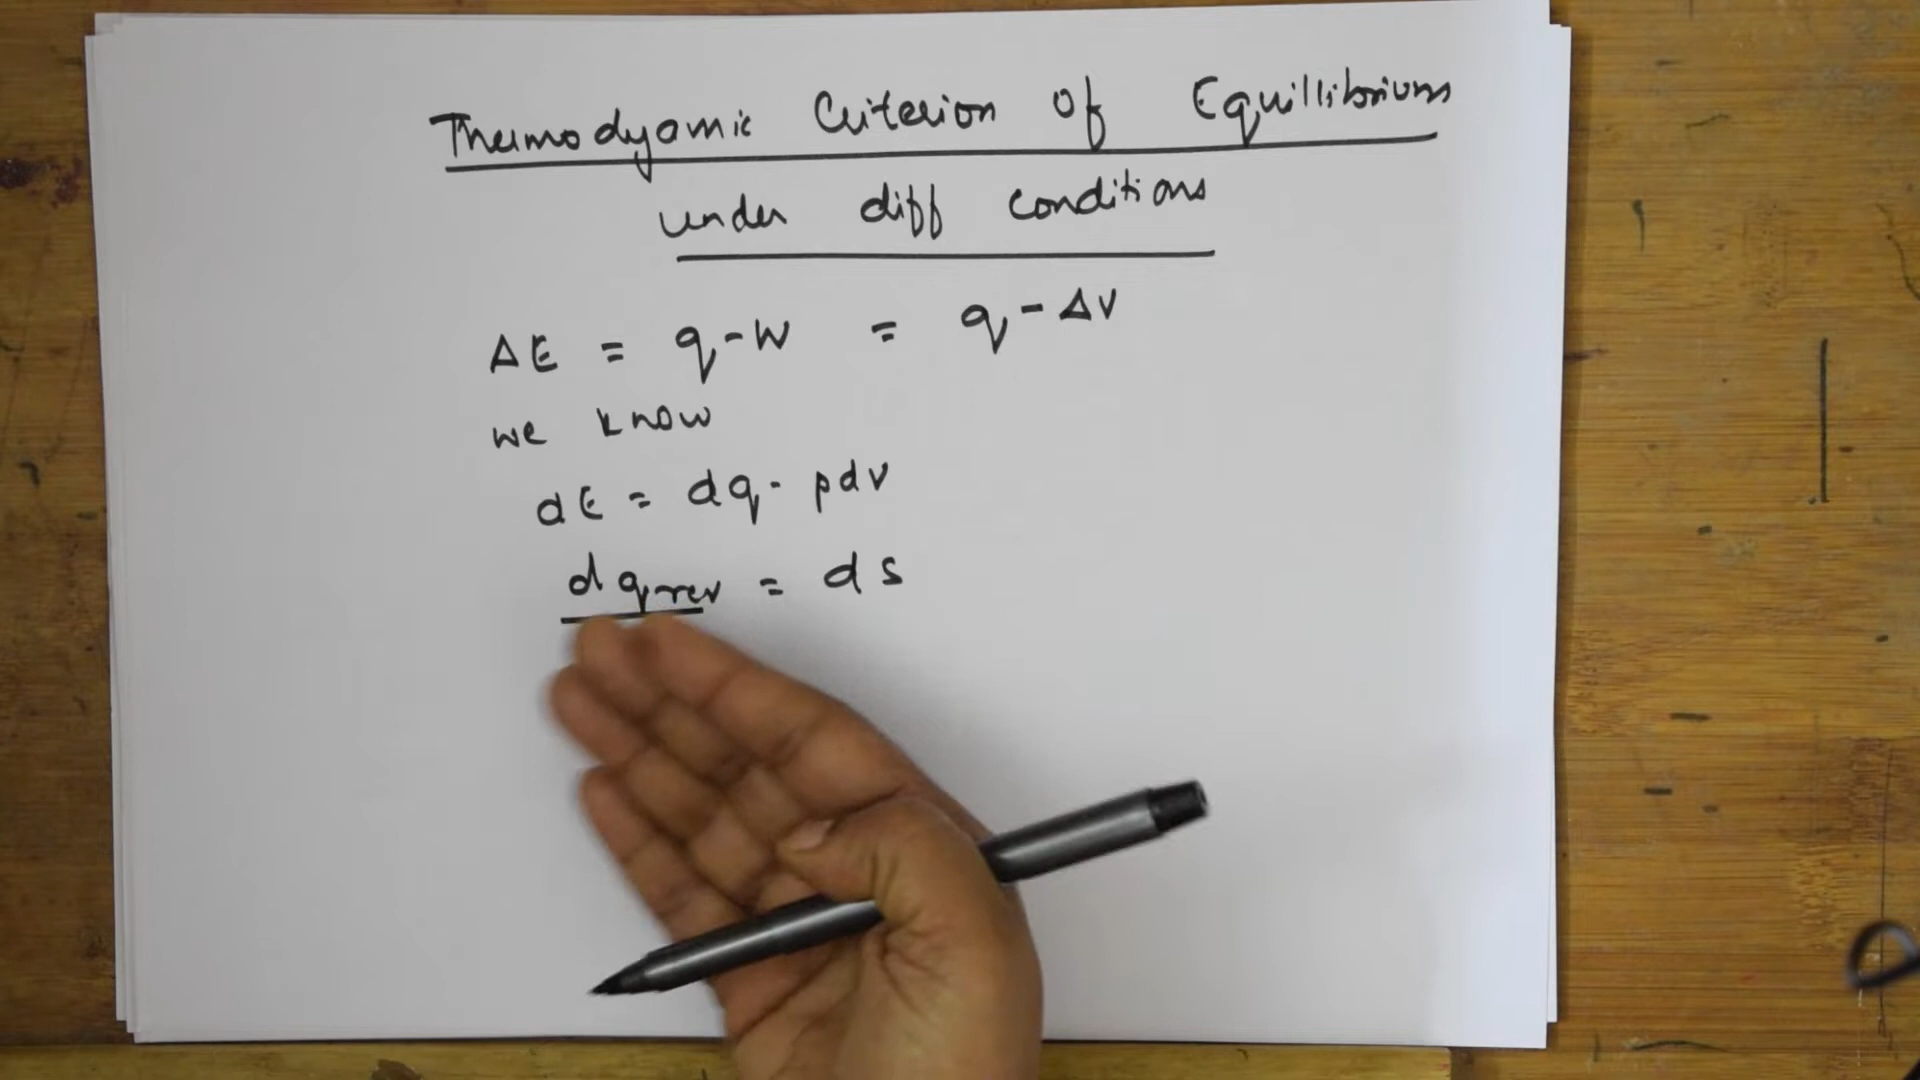 Thermodyamic Criterion Of Equillibrium
under diff conditions
ΔE = q-W = q-ΔV
we know
dE = dq - pdv
dqrev = ds